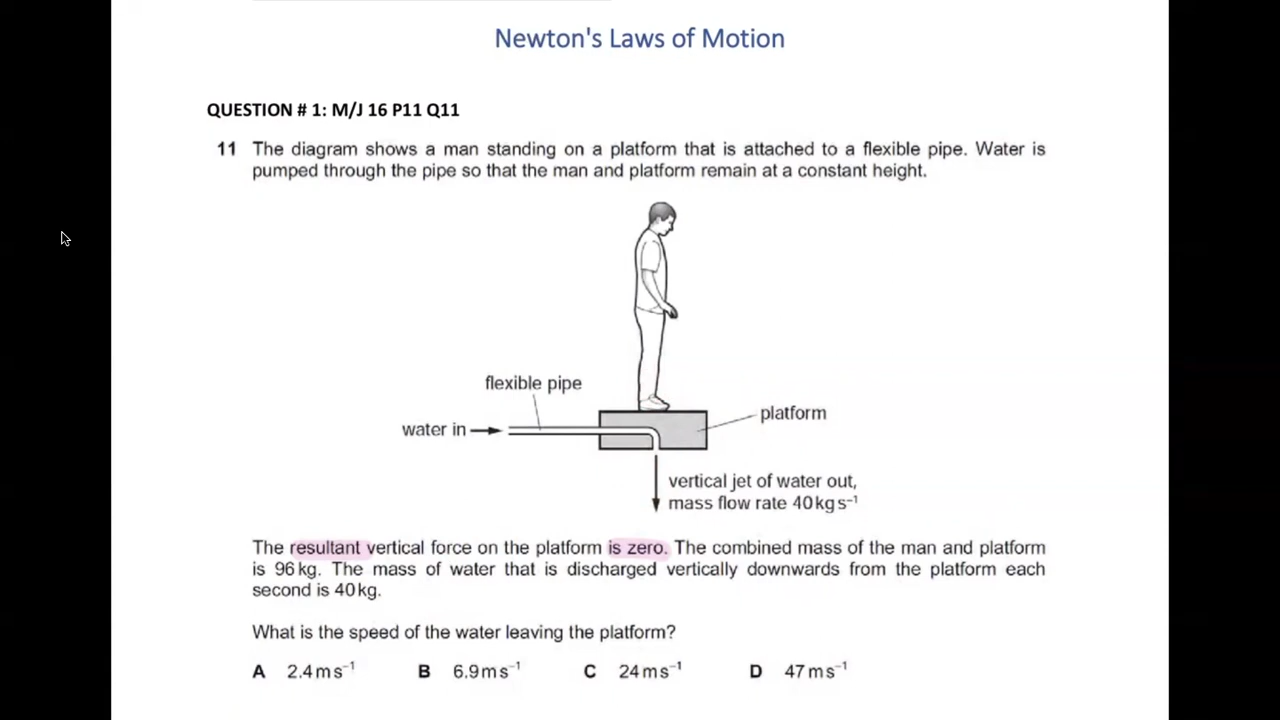 Newton's Laws of Motion
QUESTION # 1: M/J 16 P11 Q11
11 The diagram shows a man standing on a platform that is attached to a flexible pipe. Water is
pumped through the pipe so that the man and platform remain at a constant height.
flexible pipe
platform
water in
vertical jet of water out,
mass flow rate 40 kg s⁻¹
The resultant vertical force on the platform is zero. The combined mass of the man and platform
is 96 kg. The mass of water that is discharged vertically downwards from the platform each
second is 40 kg.
What is the speed of the water leaving the platform?
A 2.4 m s⁻¹ B 6.9 m s⁻¹ C 24 m s⁻¹ D 47 m s⁻¹